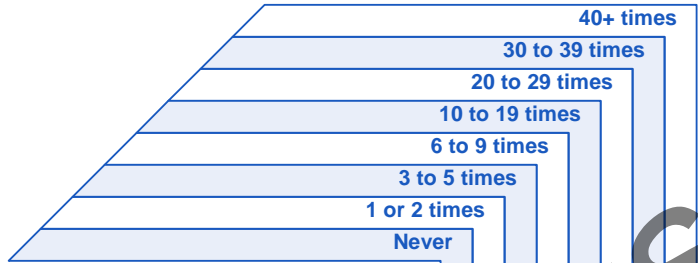 40+ times
30 to 39 times
20 to 29 times
10 to 19 times
6 to 9 times
3 to 5 times
1 or 2 times
Never